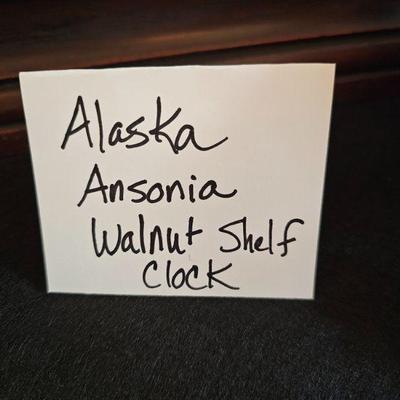 Alaska
Ansonia
Walnut Shelf
Clock